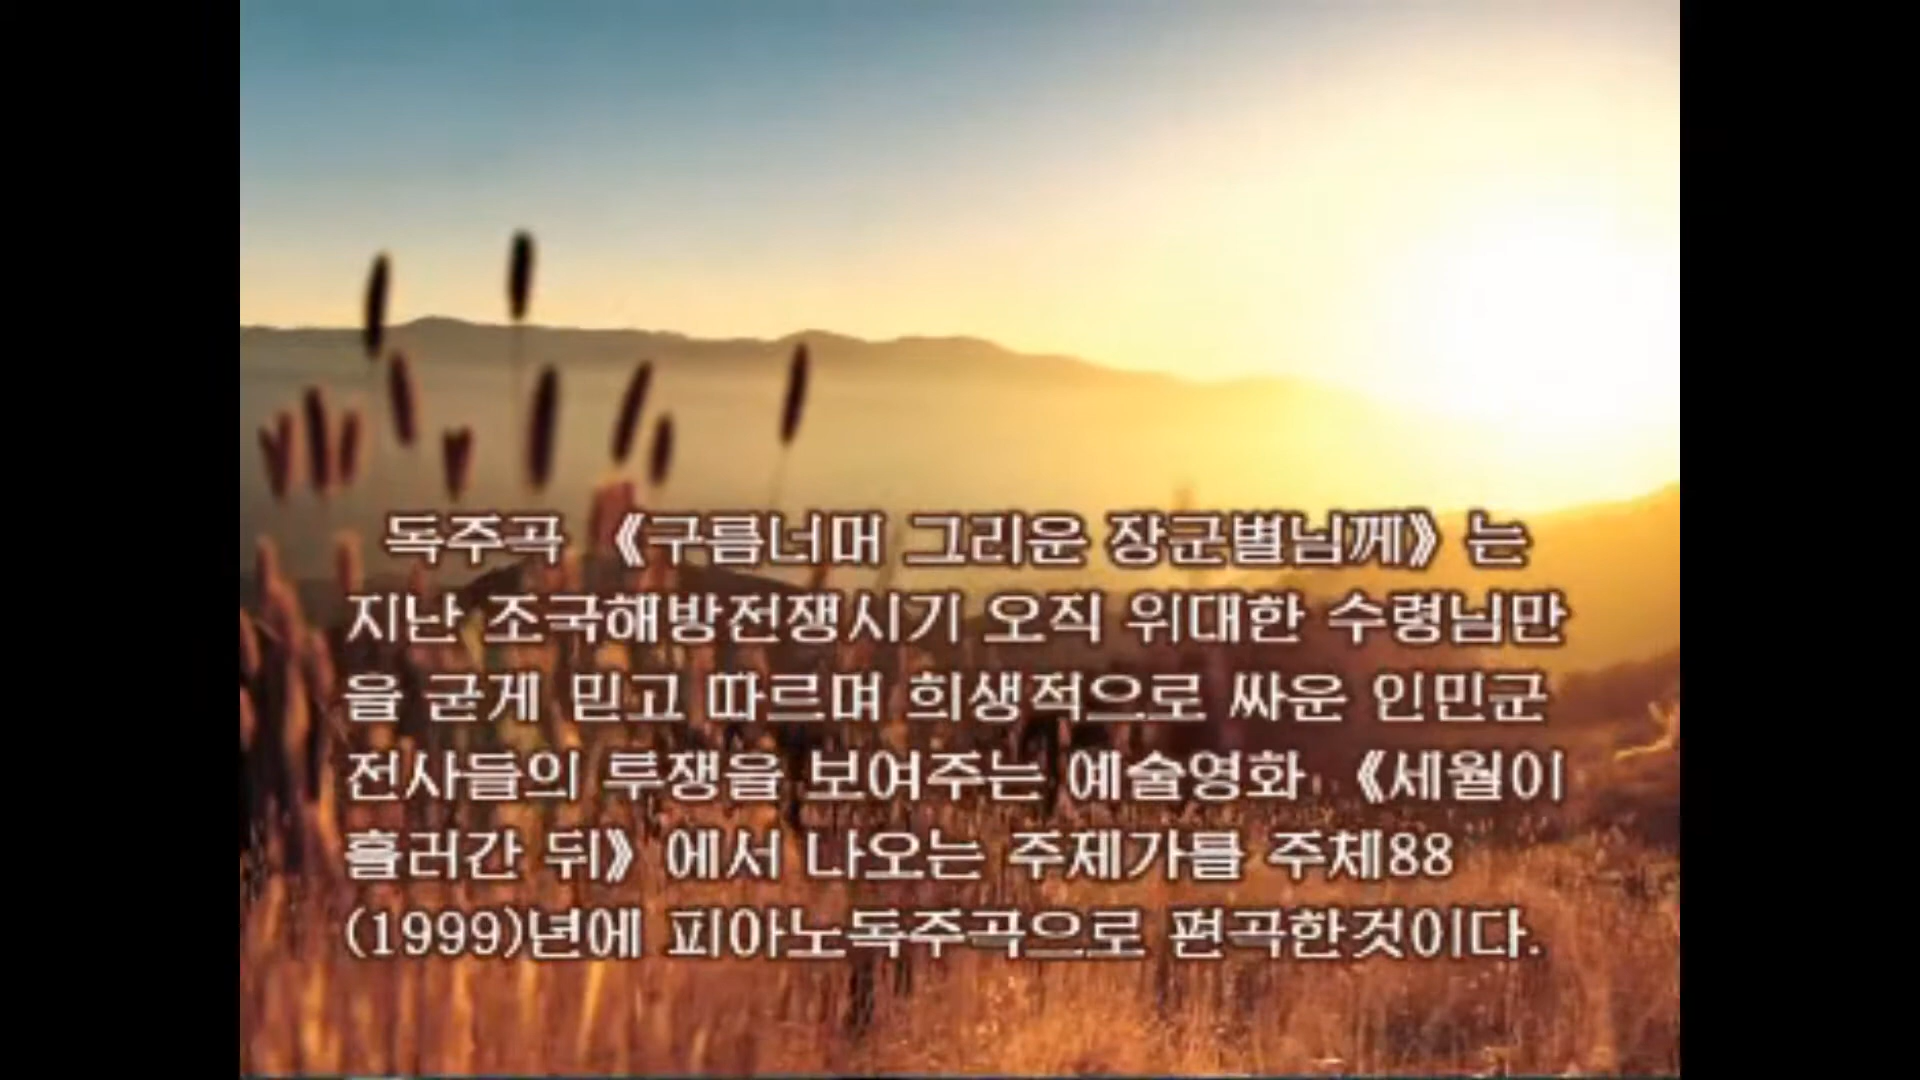 독주곡 《구름너머 그리운 장군별님께》는
지난 조국해방전쟁시기 오직 위대한 수령님만
을 굳게 믿고 따르며 희생적으로 싸운 인민군
전사들의 투쟁을 보여주는 예술영화 《세월이
흘러간 뒤》에서 나오는 주제가를 주체88
(1999)년에 피아노독주곡으로 편곡한것이다.